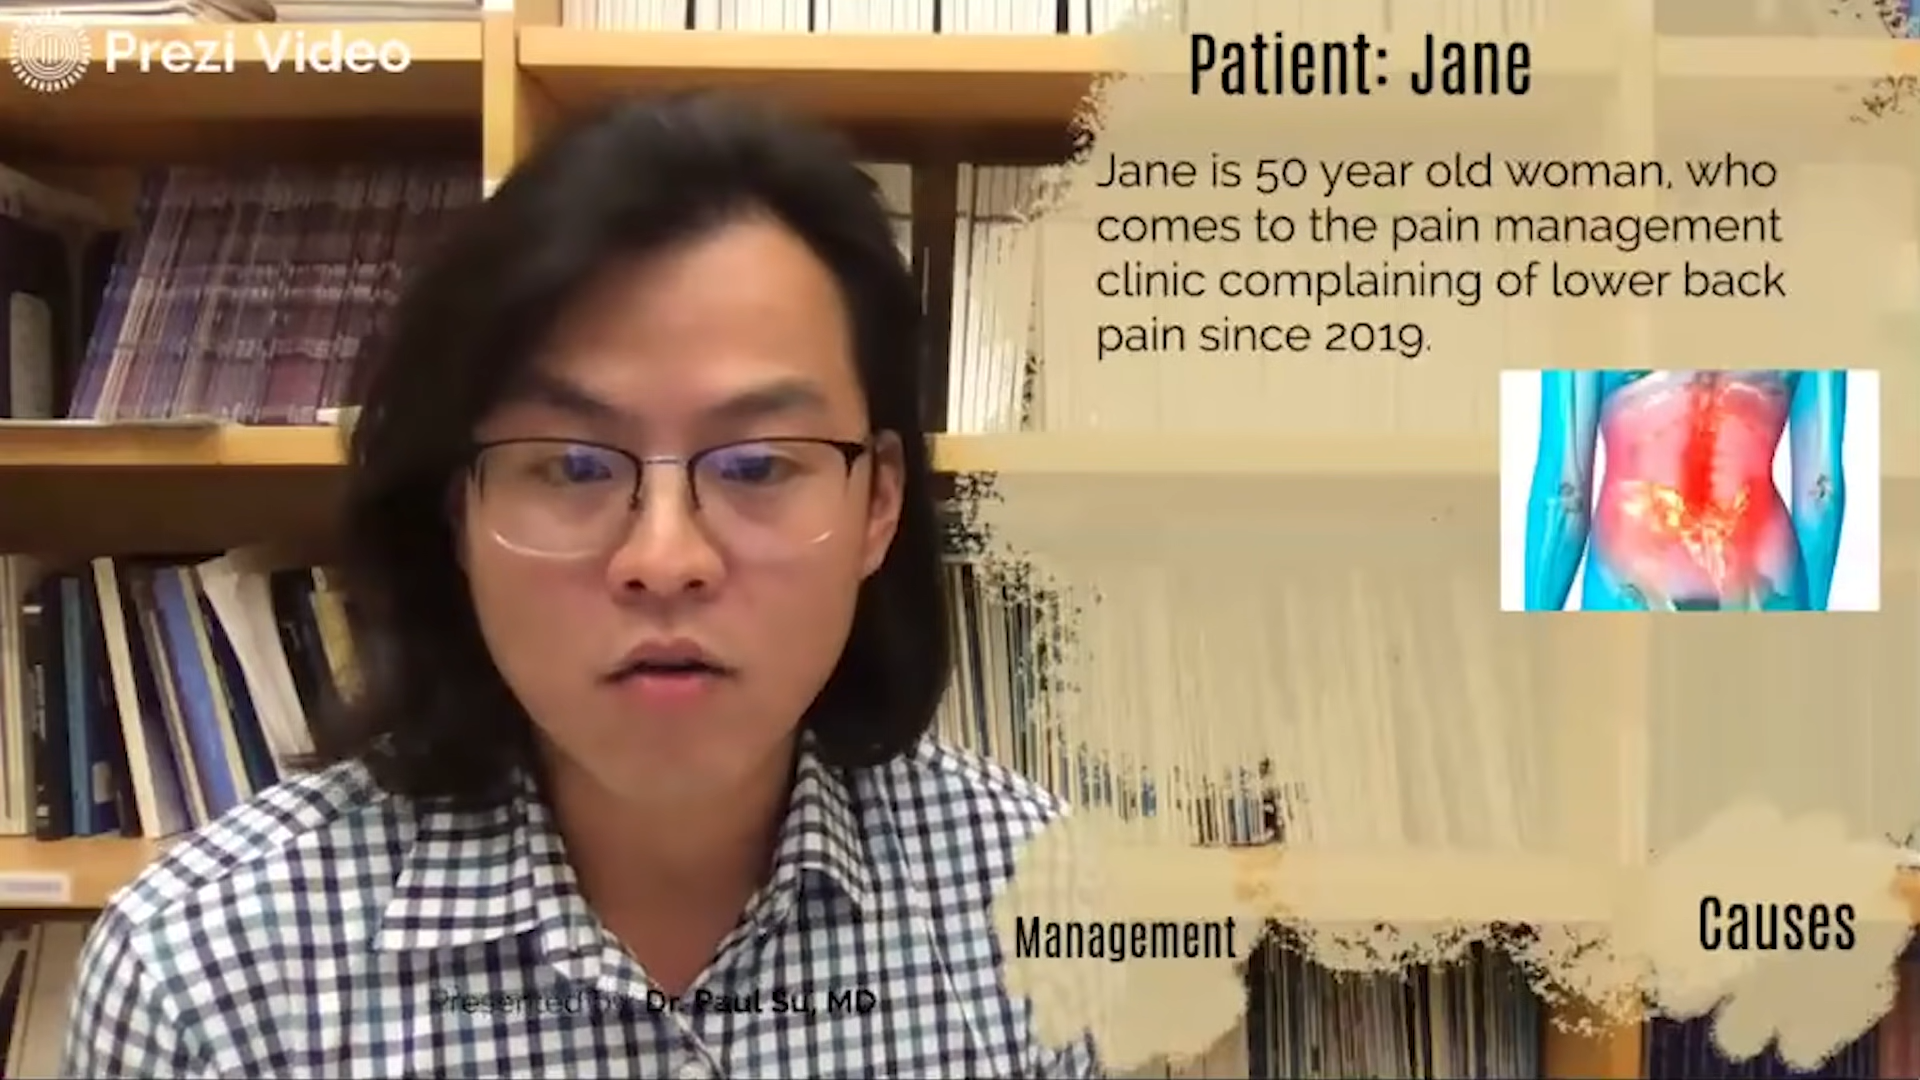 Prezi Video
Patient: Jane
Jane is 50 year old woman, who
comes to the pain management
clinic complaining of lower back
pain since 2019.
Management
Causes
Presented by Dr. Paul Su, MD